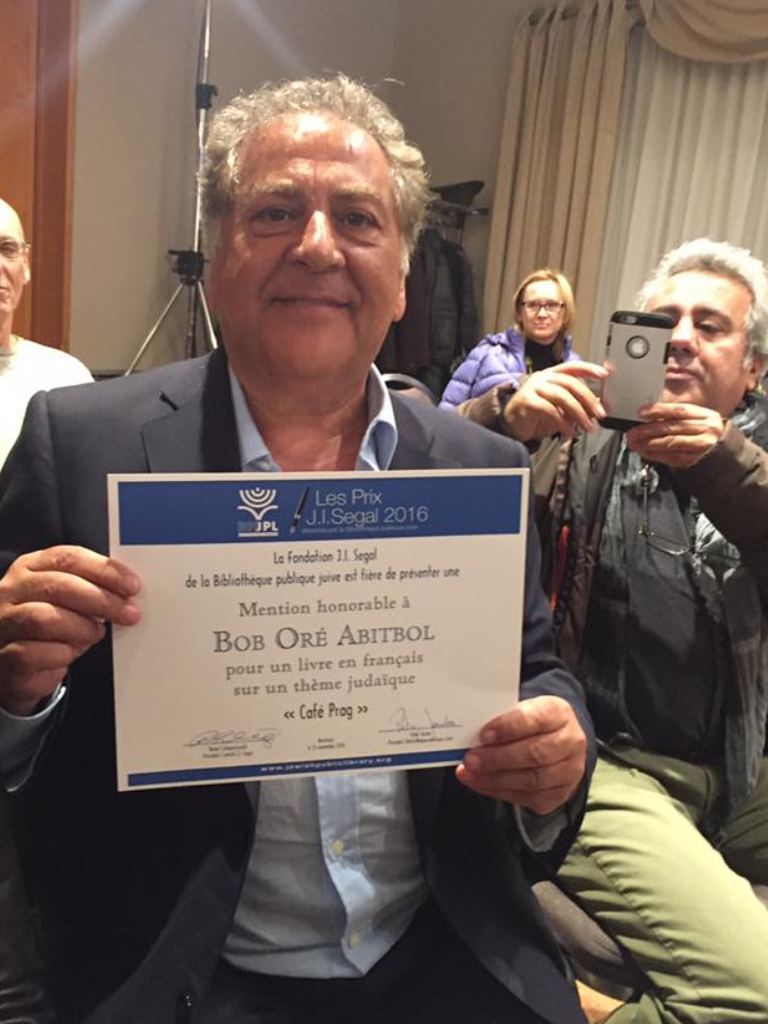 JPL
Les Prix
J.I.Segal 2016
La Fondation J.I. Segal
de la Bibliothèque publique juive est fière de présenter une
Mention honorable à
BOB ORÉ ABITBOL
pour un livre en français
sur un thème judaïque
« Café Prag »
www.jewishpubliclibrary.org